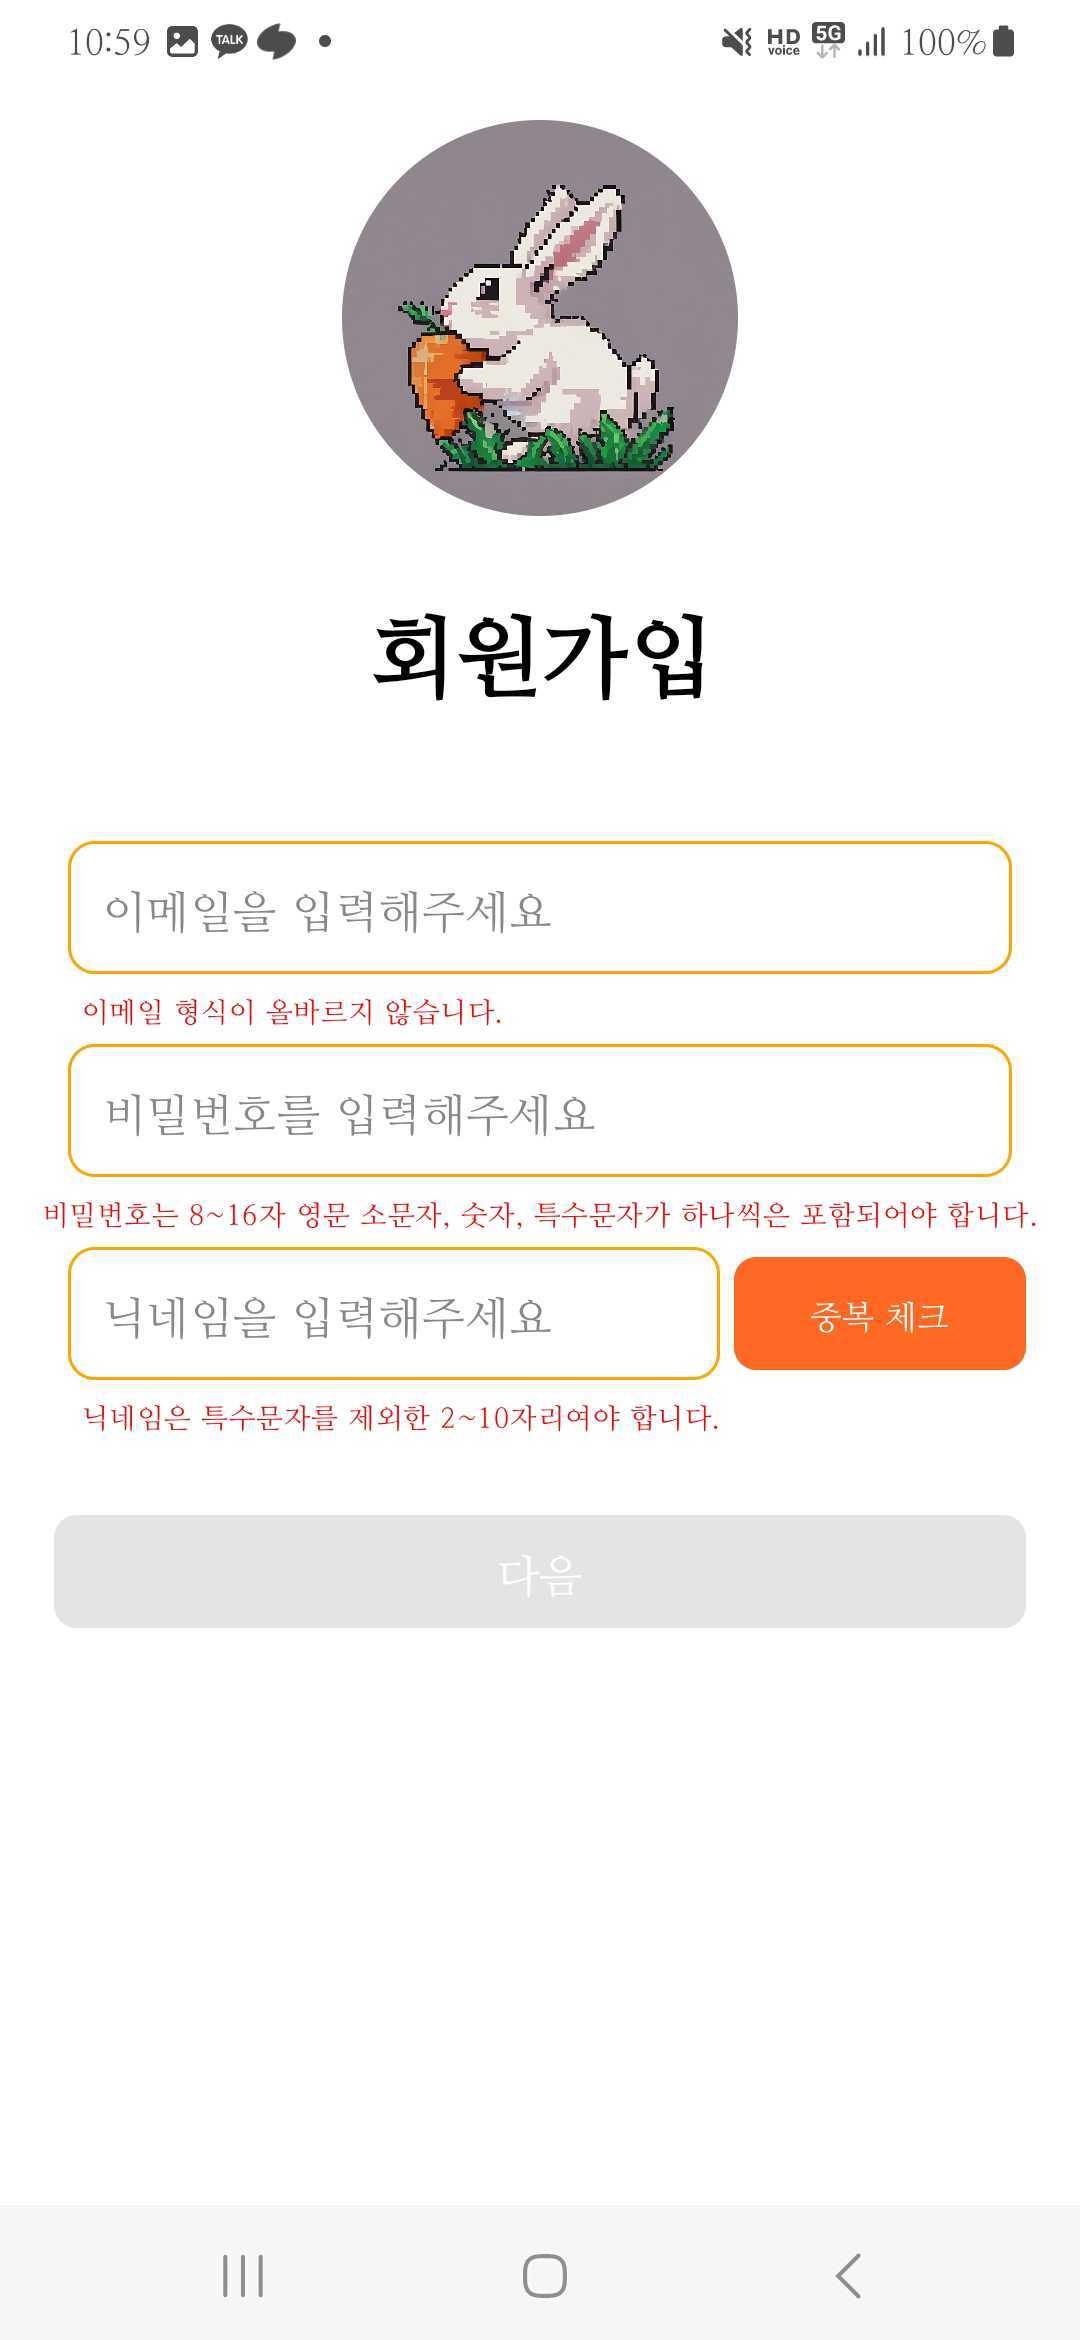 10:59 TALK HD voice 5G 100%
회원가입
이메일을 입력해주세요
이메일 형식이 올바르지 않습니다.
비밀번호를 입력해주세요
비밀번호는 8~16자 영문 소문자, 숫자, 특수문자가 하나씩은 포함되어야 합니다.
닉네임을 입력해주세요 중복 체크
닉네임은 특수문자를 제외한 2~10자리여야 합니다.
다음